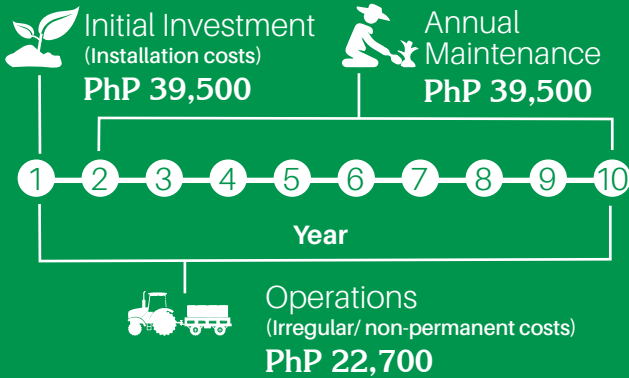 Initial Investment
(Installation costs)
PhP 39,500
Annual
Maintenance
PhP 39,500
1 2 3 4 5 6 7 8 9 10
Year
Operations
(Irregular/ non-permanent costs)
PhP 22,700